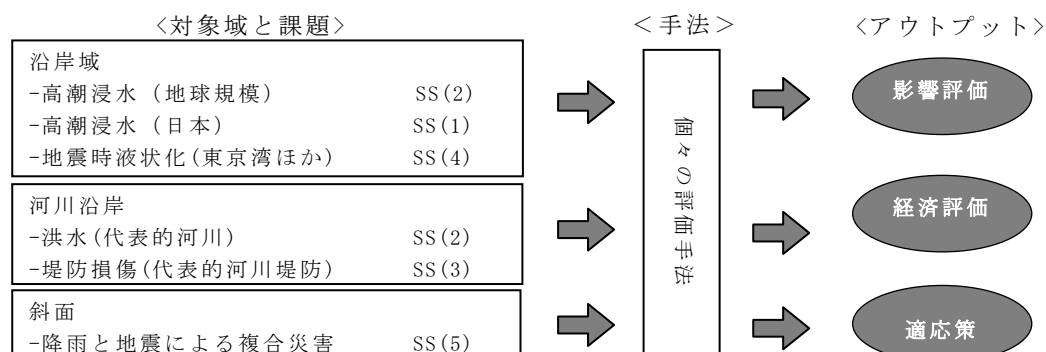 <対象域と課題>
沿岸域
-高潮浸水 (地球規模) SS(2)
-高潮浸水 (日本) SS(1)
-地震時液状化(東京湾ほか) SS(4)
河川沿岸
-洪水(代表的河川) SS(2)
-堤防損傷(代表的河川堤防) SS(3)
斜面
-降雨と地震による複合災害 SS(5)
<手法>
個々の評価手法
<アウトプット>
影響評価
経済評価
適応策